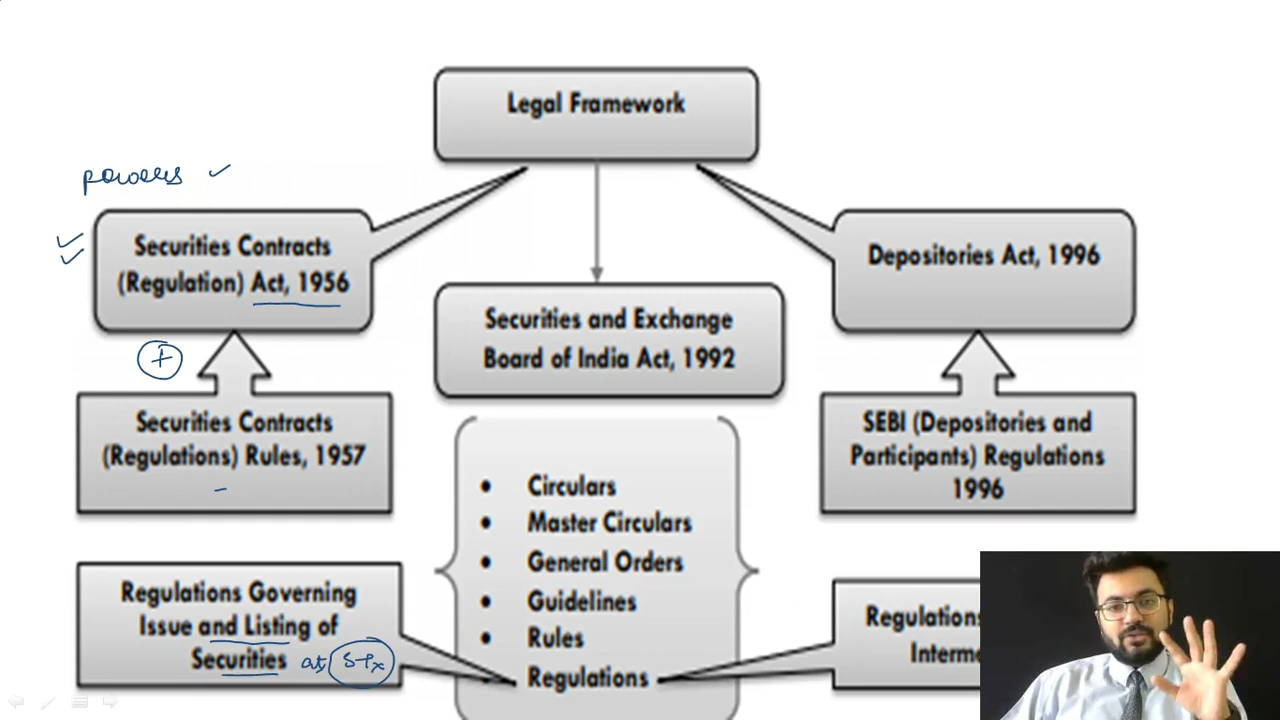 Legal Framework
powers
Securities Contracts
(Regulation) Act, 1956
Depositories Act, 1996
Securities and Exchange
Board of India Act, 1992
+
Securities Contracts
(Regulations) Rules, 1957
SEBI (Depositories and
Participants) Regulations
1996
• Circulars
• Master Circulars
• General Orders
• Guidelines
• Rules
• Regulations
Regulations Governing
Issue and Listing of
Securities at
Regulations